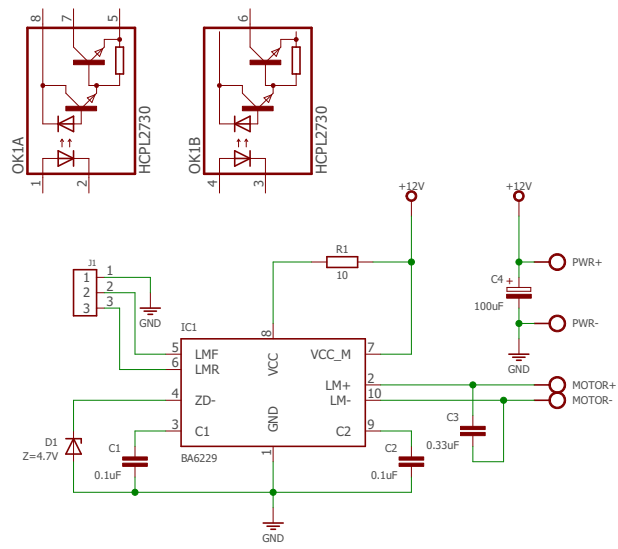 8 7 5
6
OK1A
HCPL2730
OK1B
HCPL2730
1 2
4 3
+12V
+12V
R1
10
J1
1 1
2 2
3 3
GND
C4
+
100uF
PWR+
PWR-
GND
IC1
8
5 LMF
6 LMR
VCC
VCC_M 7
LM+ 2
LM- 10
MOTOR+
MOTOR-
4 ZD-
GND
3 C1
C2 9
1
BA6229
D1
Z=4.7V
C1
0.1uF
C2
0.1uF
C3
0.33uF
GND